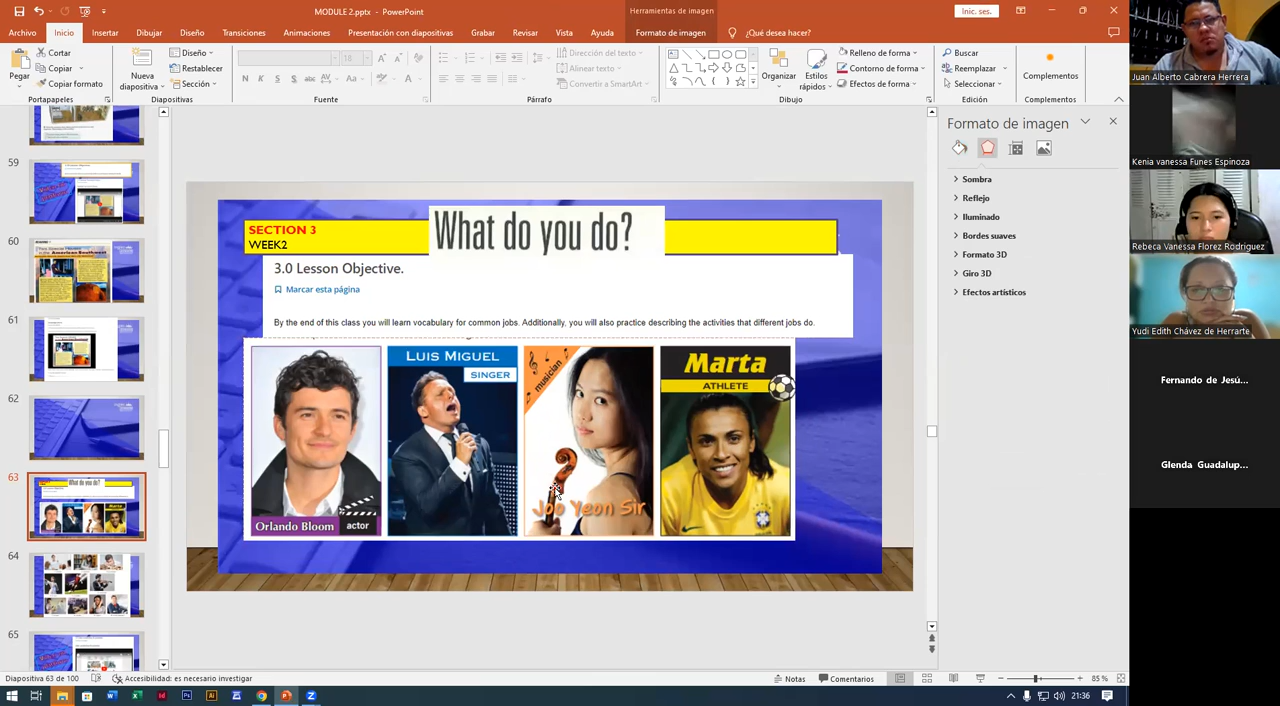 MODULE 2.pptx - PowerPoint
Herramientas de imagen
Inic. ses.
Archivo Inicio Insertar Dibujar Diseño Transiciones Animaciones Presentación con diapositivas Grabar Revisar Vista Ayuda Formato de imagen ¿Qué desea hacer?
Pegar
Cortar
Copiar
Copiar formato
Portapapeles
Nueva
diapositiva
Diseño
Restablecer
Sección
Diapositivas
18
N K S S abc AV Aa A
Fuente
Dirección del texto
Alinear texto
Convertir a SmartArt
Párrafo
Organizar
Estilos
rápidos
Relleno de forma
Contorno de forma
Efectos de forma
Dibujo
Buscar
Reemplazar
Seleccionar
Edición
Complementos
Complementos
59
60
61
62
63
64
65
SECTION 3
WEEK2
What do you do?
3.0 Lesson Objective.
Marcar esta página
By the end of this class you will learn vocabulary for common jobs. Additionally, you will also practice describing the activities that different jobs do.
Orlando Bloom
actor
LUIS MIGUEL
SINGER
musician
Joo Yeon Sir
Marta
ATHLETE
Formato de imagen
Sombra
Reflejo
Iluminado
Bordes suaves
Formato 3D
Giro 3D
Efectos artísticos
Juan Alberto Cabrera Herrera
Kenia vanessa Funes Espinoza
Rebeca Vanessa Florez Rodriguez
Yudi Edith Chávez de Herrarte
Fernando de Jesú...
Glenda Guadalup...
Diapositiva 63 de 100
Accesibilidad: es necesario investigar
Notas
Comentarios
85 %
21:36